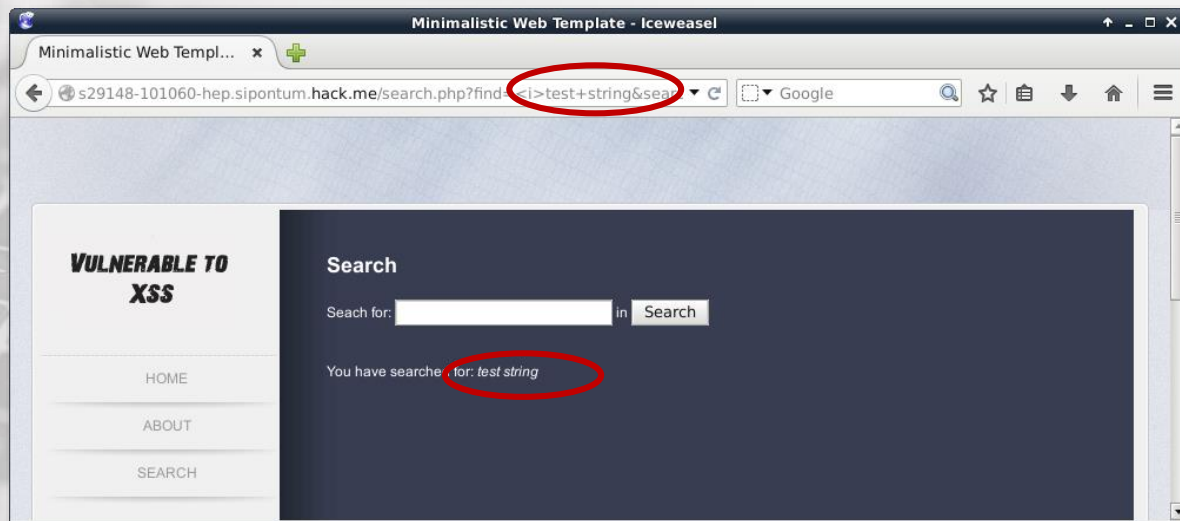 Minimalistic Web Template - Iceweasel
Minimalistic Web Templ...
s29148-101060-hep.sipontum.hack.me/search.php?find=<i>test+string&sear
Google
VULNERABLE TO
XSS
HOME
ABOUT
SEARCH
Search
Seach for: in Search
You have searched for: test string